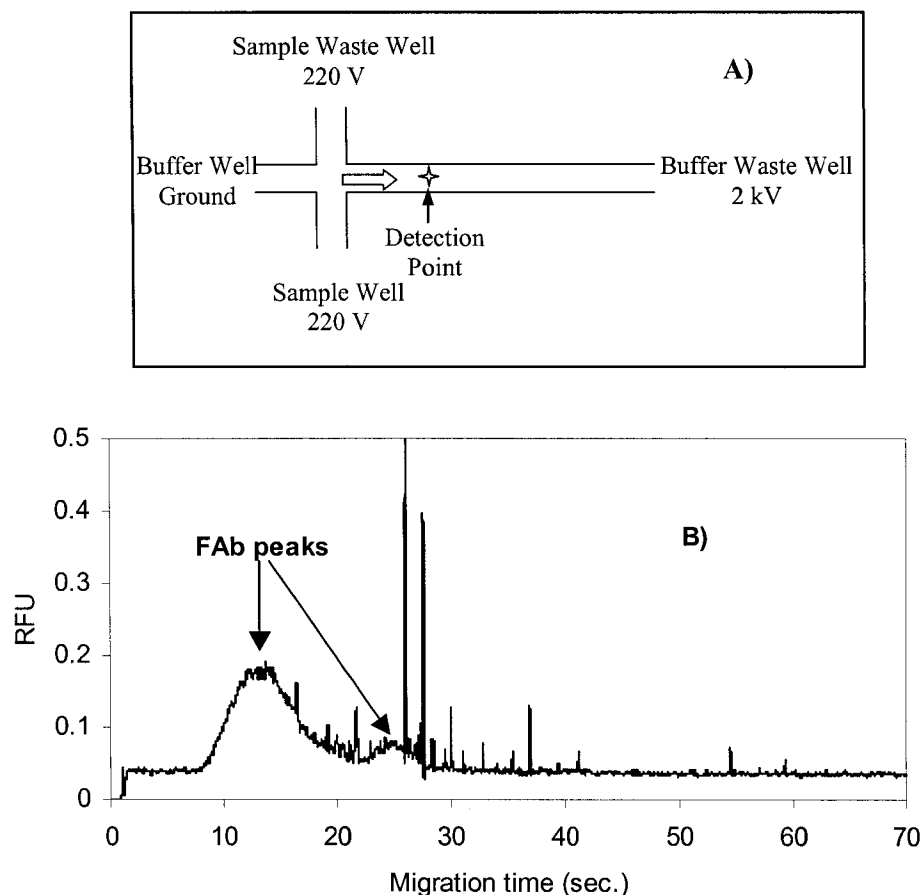 Sample Waste Well
220 V
A)
Buffer Well
Ground
Buffer Waste Well
2 kV
Detection
Point
Sample Well
220 V
0.5
0.4
0.3
0.2
0.1
0
RFU
FAb peaks
B)
0 10 20 30 40 50 60 70
Migration time (sec.)